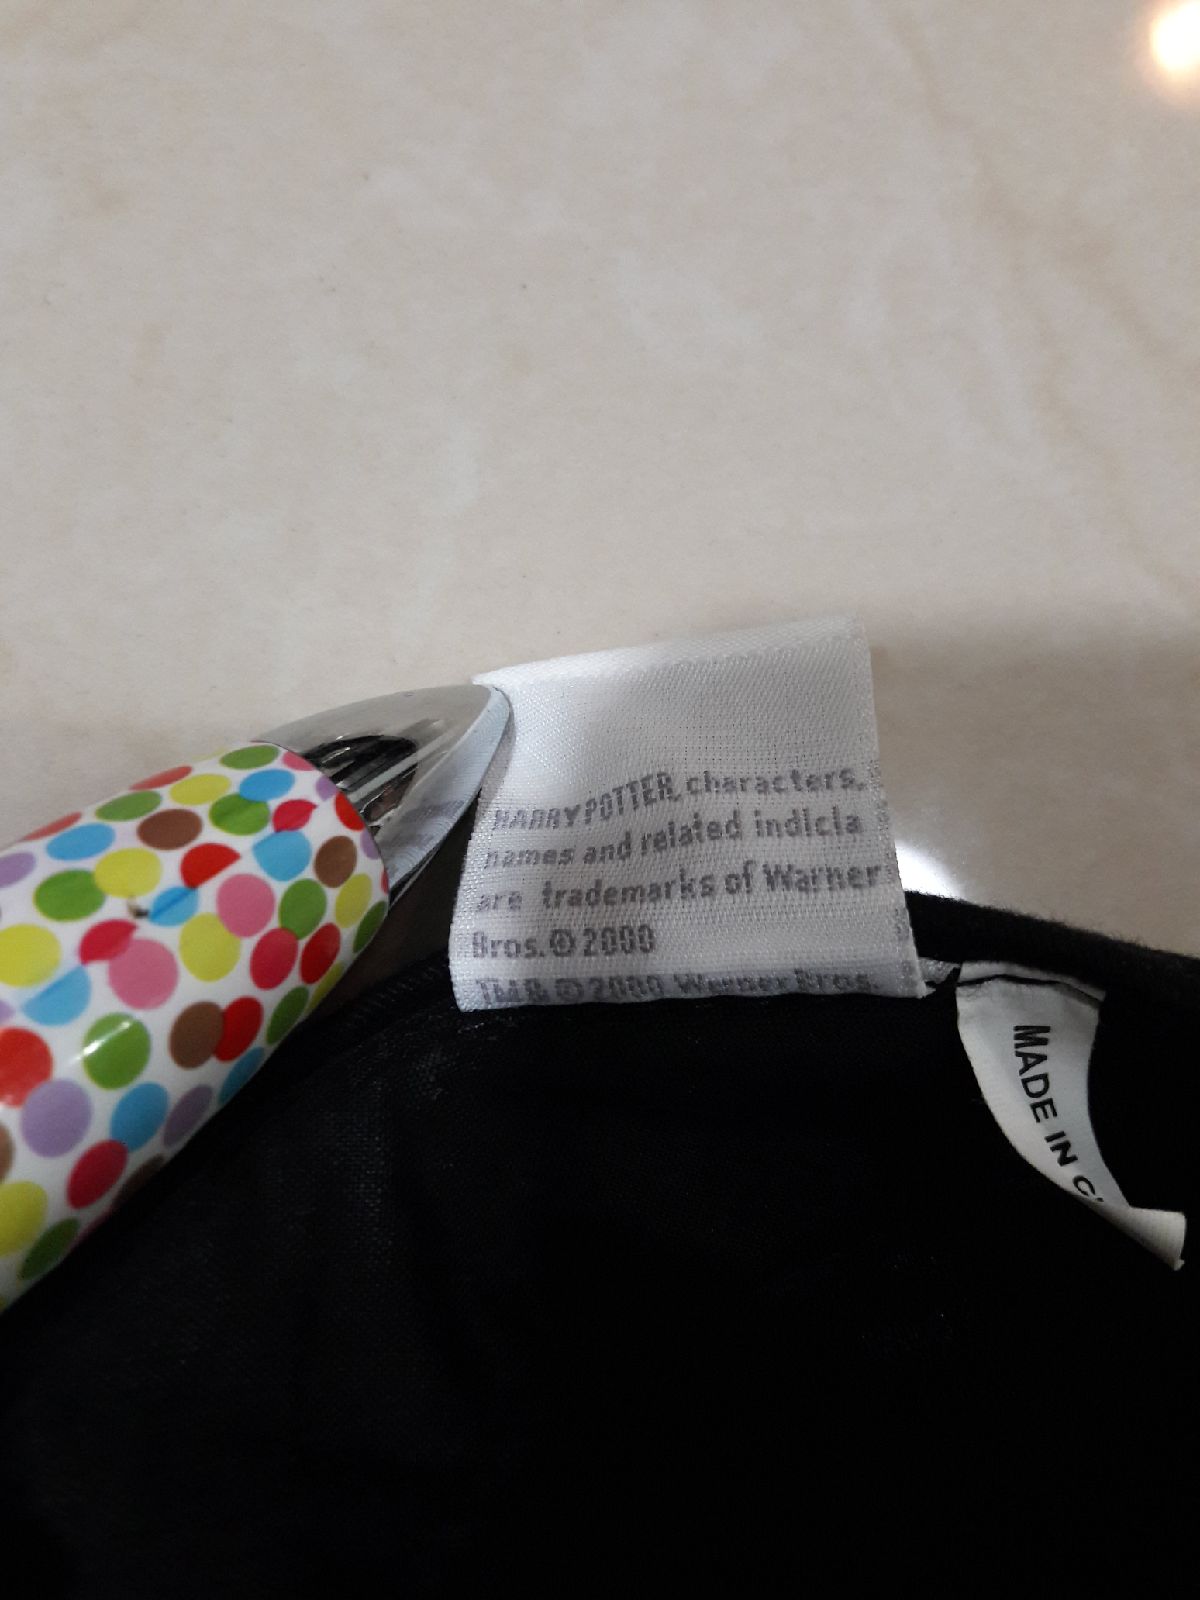 HARRY POTTER, characters,
names and related indicia
are trademarks of Warner
Bros. © 2000
TM & © 2000 Warner Bros.
MADE IN